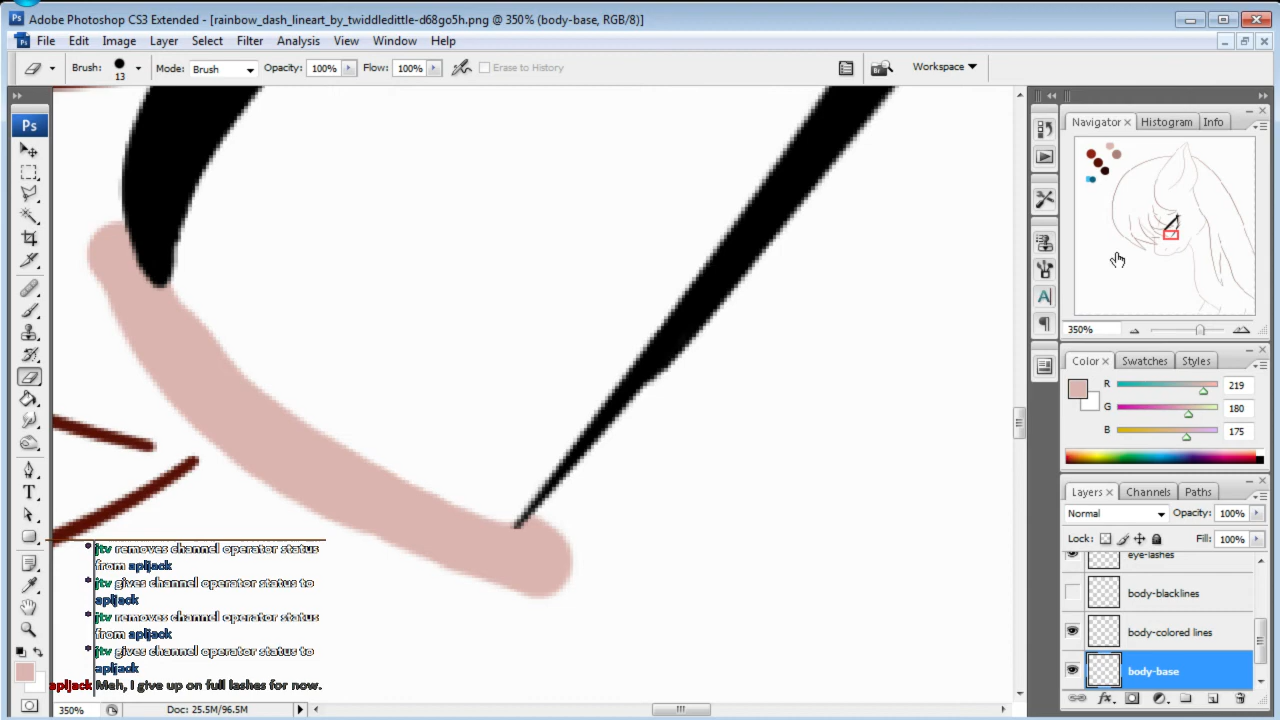 Adobe Photoshop CS3 Extended - [rainbow_dash_lineart_by_twiddledittle-d68go5h.png @ 350% (body-base, RGB/8)]
File Edit Image Layer Select Filter Analysis View Window Help
Brush: 13 Mode: Brush Opacity: 100% Flow: 100% Erase to History Workspace
Ps
Navigator Histogram Info
350%
Color Swatches Styles
R 219
G 180
B 175
Layers Channels Paths
Normal Opacity: 100%
Lock: Fill: 100%
eye-lashes
body-blacklines
body-colored lines
body-base
* jtv removes channel operator status
from apljack
* jtv gives channel operator status to
apljack
* jtv removes channel operator status
from apljack
* jtv gives channel operator status to
apljack
apljack Meh, I give up on full lashes for now.
350% Doc: 25.5M/96.5M